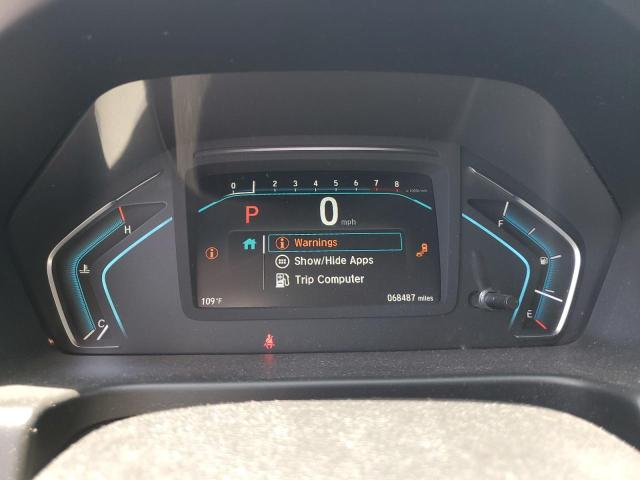 0 2 3 4 5 6 7 8
P 0
mph
H F
Warnings
Show/Hide Apps
Trip Computer
109°F 068487 miles
C E